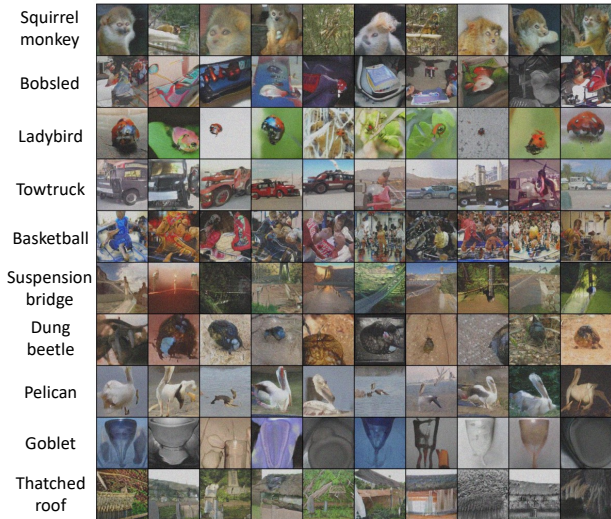 Squirrel
monkey
Bobsled
Ladybird
Towtruck
Basketball
Suspension
bridge
Dung
beetle
Pelican
Goblet
Thatched
roof